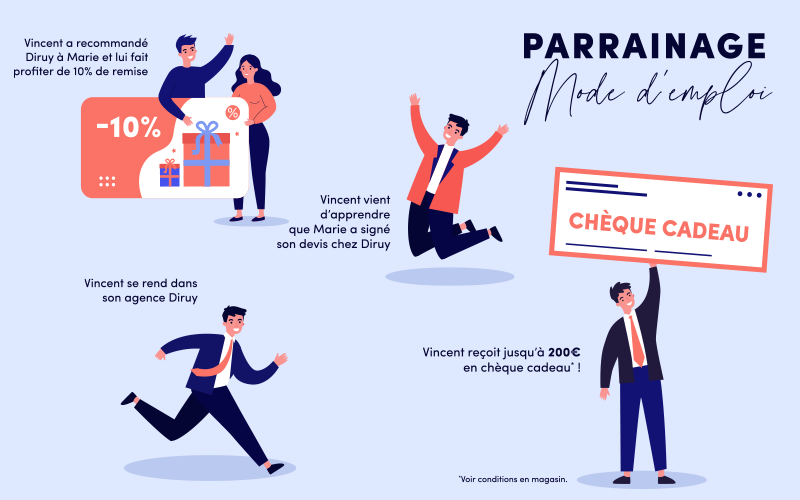 PARRAINAGE
Mode d'emploi
Vincent a recommandé
Diruy à Marie et lui fait
profiter de 10% de remise
-10%
%
Vincent vient
d'apprendre
que Marie a signé
son devis chez Diruy
Vincent se rend dans
son agence Diruy
CHÈQUE CADEAU
Vincent reçoit jusqu'à 200€
en chèque cadeau* !
*Voir conditions en magasin.